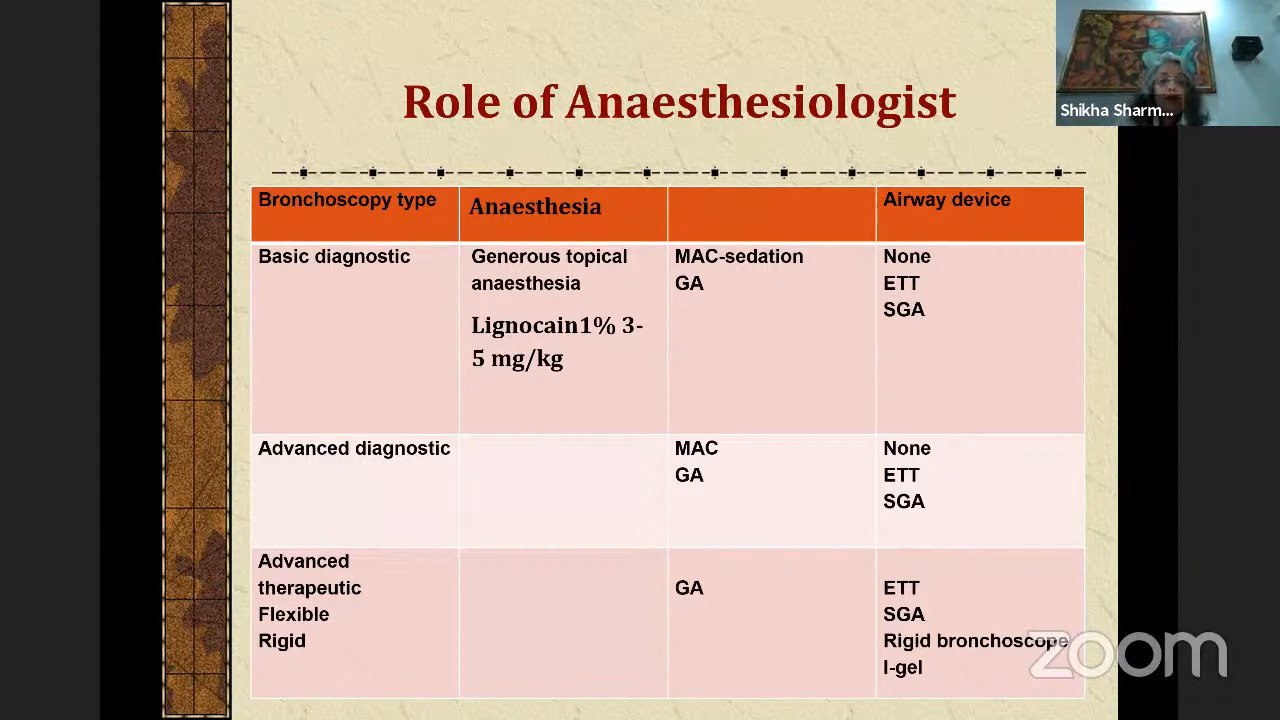 Role of Anaesthesiologist
Shikha Sharm...
Bronchoscopy type
Anaesthesia
Airway device
Basic diagnostic
Generous topical
anaesthesia
Lignocain1% 3-
5 mg/kg
MAC-sedation
GA
None
ETT
SGA
Advanced diagnostic
MAC
GA
None
ETT
SGA
Advanced
therapeutic
Flexible
Rigid
GA
ETT
SGA
Rigid bronchoscope
I-gel
zoom